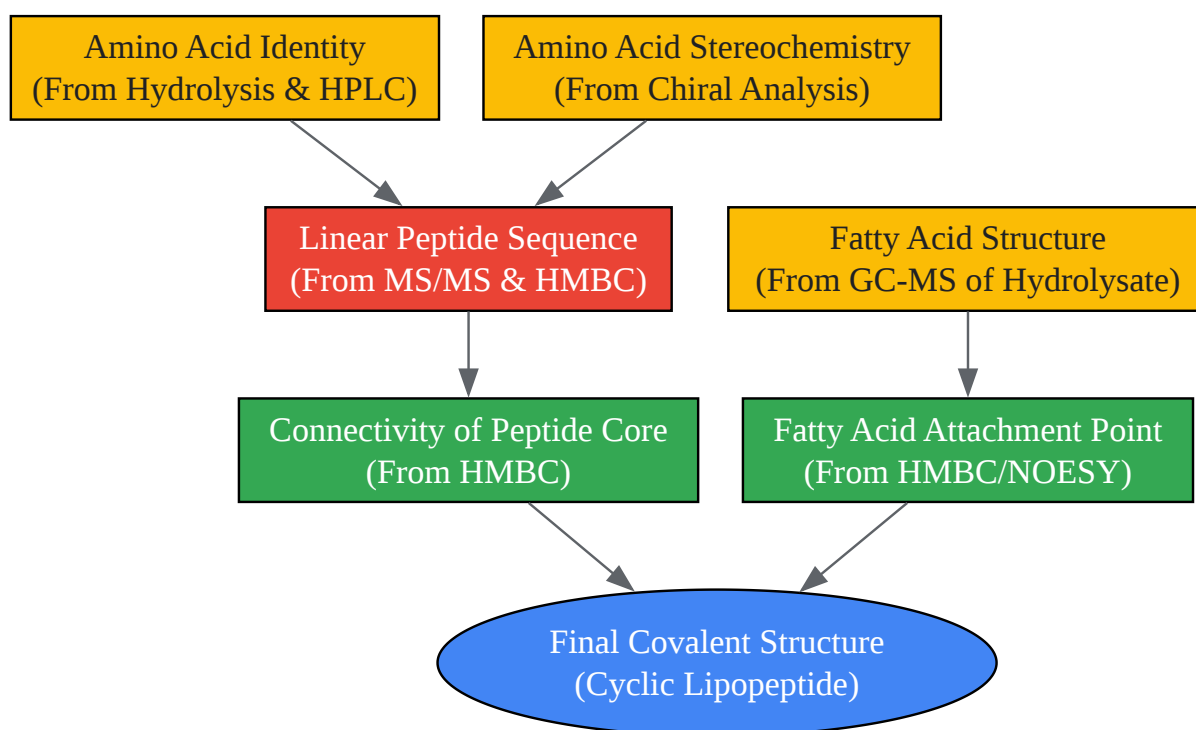 Amino Acid Identity
(From Hydrolysis & HPLC)
Amino Acid Stereochemistry
(From Chiral Analysis)
Linear Peptide Sequence
(From MS/MS & HMBC)
Fatty Acid Structure
(From GC-MS of Hydrolysate)
Connectivity of Peptide Core
(From HMBC)
Fatty Acid Attachment Point
(From HMBC/NOESY)
Final Covalent Structure
(Cyclic Lipopeptide)